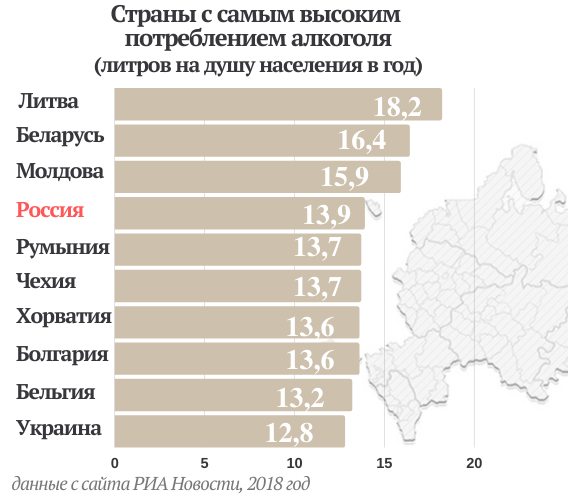 Страны с самым высоким
потреблением алкоголя
(литров на душу населения в год)
Литва 18,2
Беларусь 16,4
Молдова 15,9
Россия 13,9
Румыния 13,7
Чехия 13,7
Хорватия 13,6
Болгария 13,6
Бельгия 13,2
Украина 12,8
0 5 10 15 20
данные с сайта РИА Новости, 2018 год